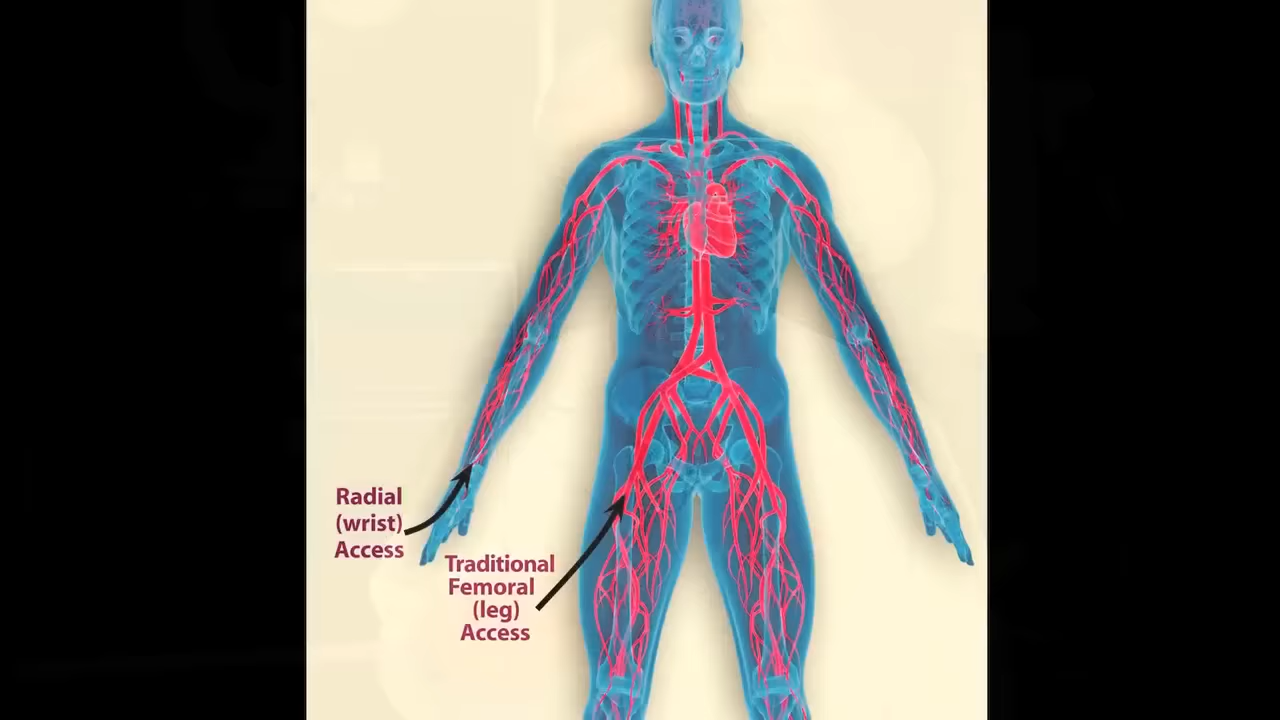 Radial
(wrist)
Access
Traditional
Femoral
(leg)
Access